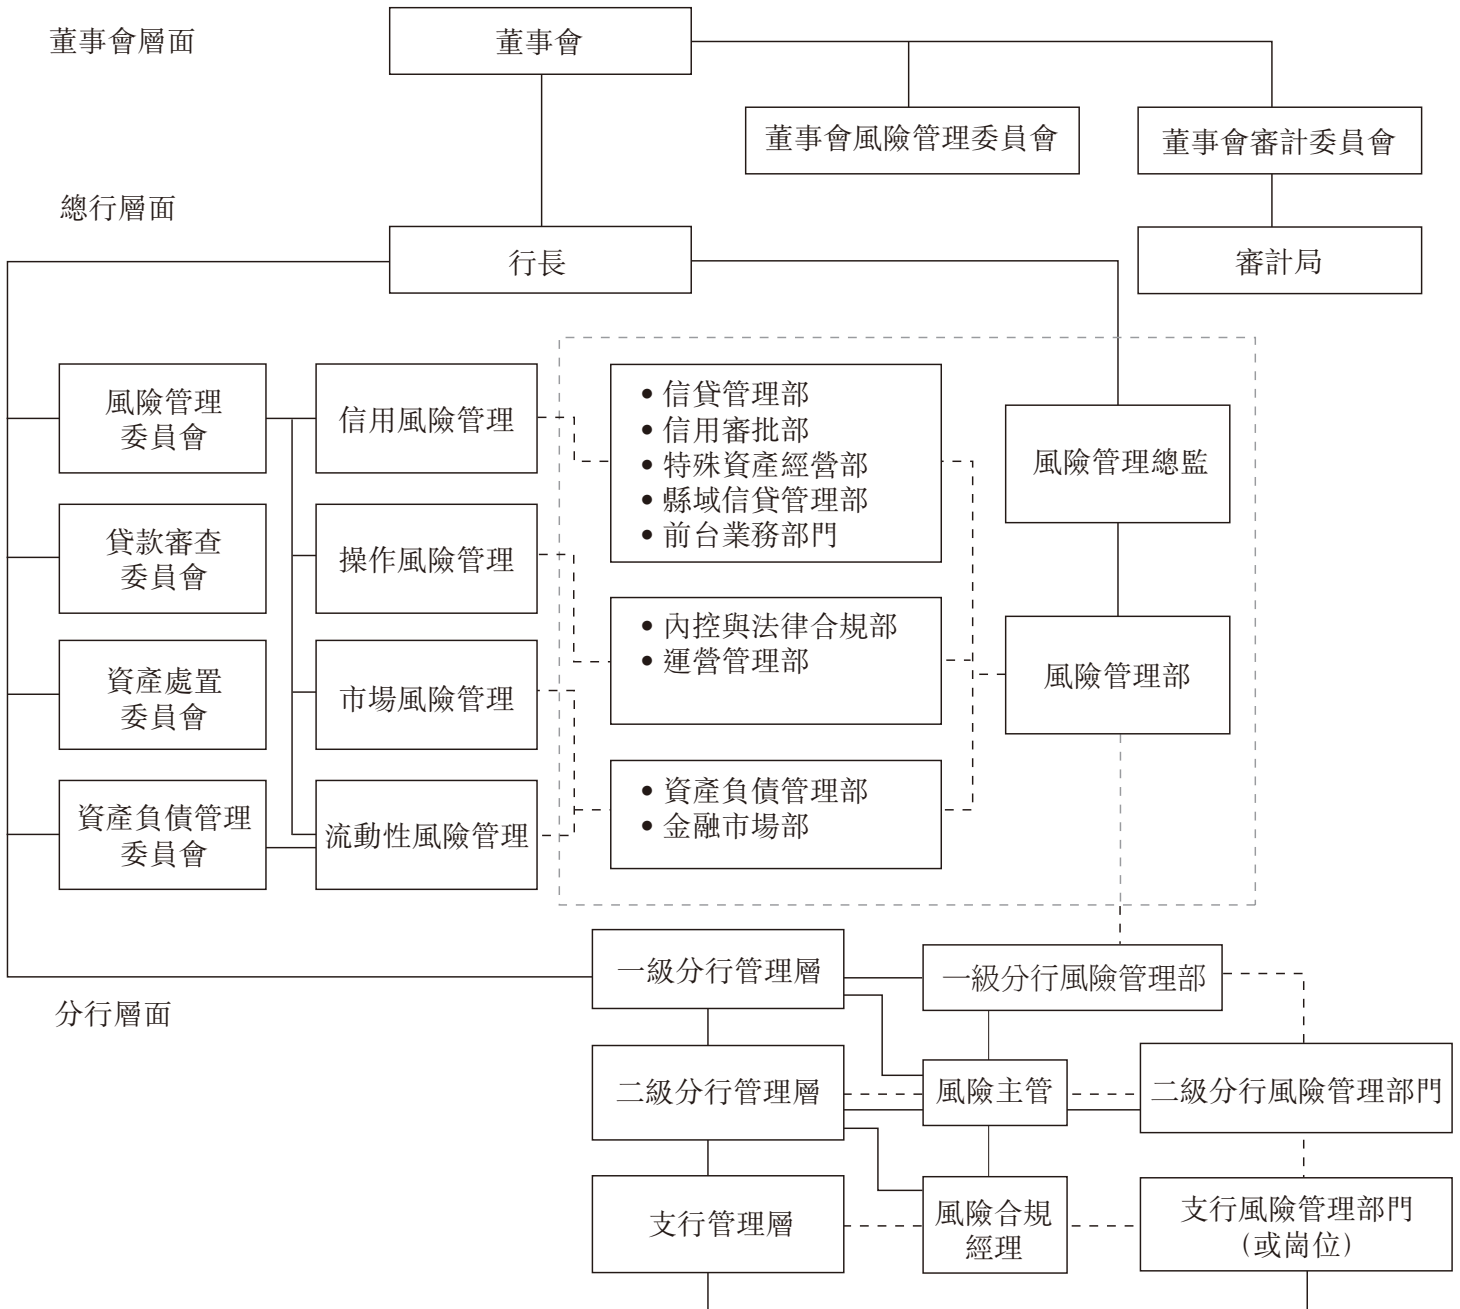 董事會層面
董事會
董事會風險管理委員會
董事會審計委員會
總行層面
行長
審計局
風險管理
委員會
貸款審查
委員會
資產處置
委員會
資產負債管理
委員會
信用風險管理
操作風險管理
市場風險管理
流動性風險管理
• 信貸管理部
• 信用審批部
• 特殊資產經營部
• 縣域信貸管理部
• 前台業務部門
• 內控與法律合規部
• 運營管理部
• 資產負債管理部
• 金融市場部
風險管理總監
風險管理部
分行層面
一級分行管理層
一級分行風險管理部
二級分行管理層
風險主管
二級分行風險管理部門
支行管理層
風險合規
經理
支行風險管理部門
（或崗位）